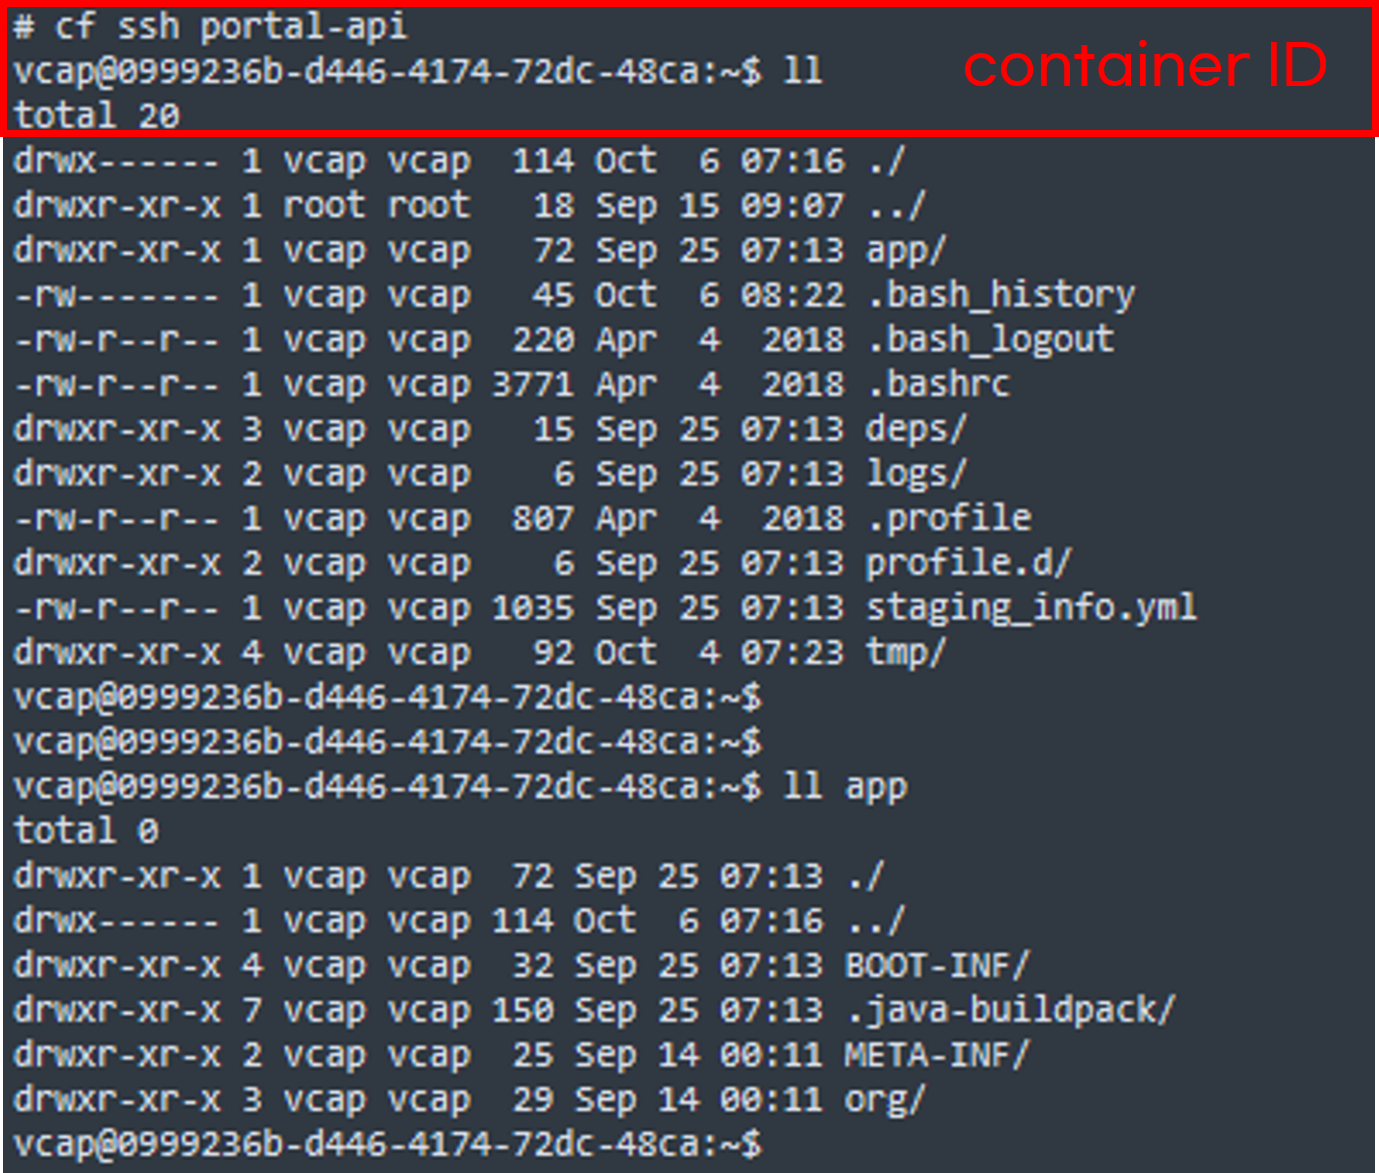 # cf ssh portal-api
vcap@0999236b-d446-4174-72dc-48ca:~$ ll
container ID
total 20
drwx------ 1 vcap vcap  114 Oct  6 07:16 ./
drwxr-xr-x 1 root root   18 Sep 15 09:07 ../
drwxr-xr-x 1 vcap vcap   72 Sep 25 07:13 app/
-rw------- 1 vcap vcap   45 Oct  6 08:22 .bash_history
-rw-r--r-- 1 vcap vcap  220 Apr  4  2018 .bash_logout
-rw-r--r-- 1 vcap vcap 3771 Apr  4  2018 .bashrc
drwxr-xr-x 3 vcap vcap   15 Sep 25 07:13 deps/
drwxr-xr-x 2 vcap vcap    6 Sep 25 07:13 logs/
-rw-r--r-- 1 vcap vcap  807 Apr  4  2018 .profile
drwxr-xr-x 2 vcap vcap    6 Sep 25 07:13 profile.d/
-rw-r--r-- 1 vcap vcap 1035 Sep 25 07:13 staging_info.yml
drwxr-xr-x 4 vcap vcap   92 Oct  4 07:23 tmp/
vcap@0999236b-d446-4174-72dc-48ca:~$
vcap@0999236b-d446-4174-72dc-48ca:~$
vcap@0999236b-d446-4174-72dc-48ca:~$ ll app
total 0
drwxr-xr-x 1 vcap vcap  72 Sep 25 07:13 ./
drwx------ 1 vcap vcap 114 Oct  6 07:16 ../
drwxr-xr-x 4 vcap vcap  32 Sep 25 07:13 BOOT-INF/
drwxr-xr-x 7 vcap vcap 150 Sep 25 07:13 .java-buildpack/
drwxr-xr-x 2 vcap vcap  25 Sep 14 00:11 META-INF/
drwxr-xr-x 3 vcap vcap  29 Sep 14 00:11 org/
vcap@0999236b-d446-4174-72dc-48ca:~$